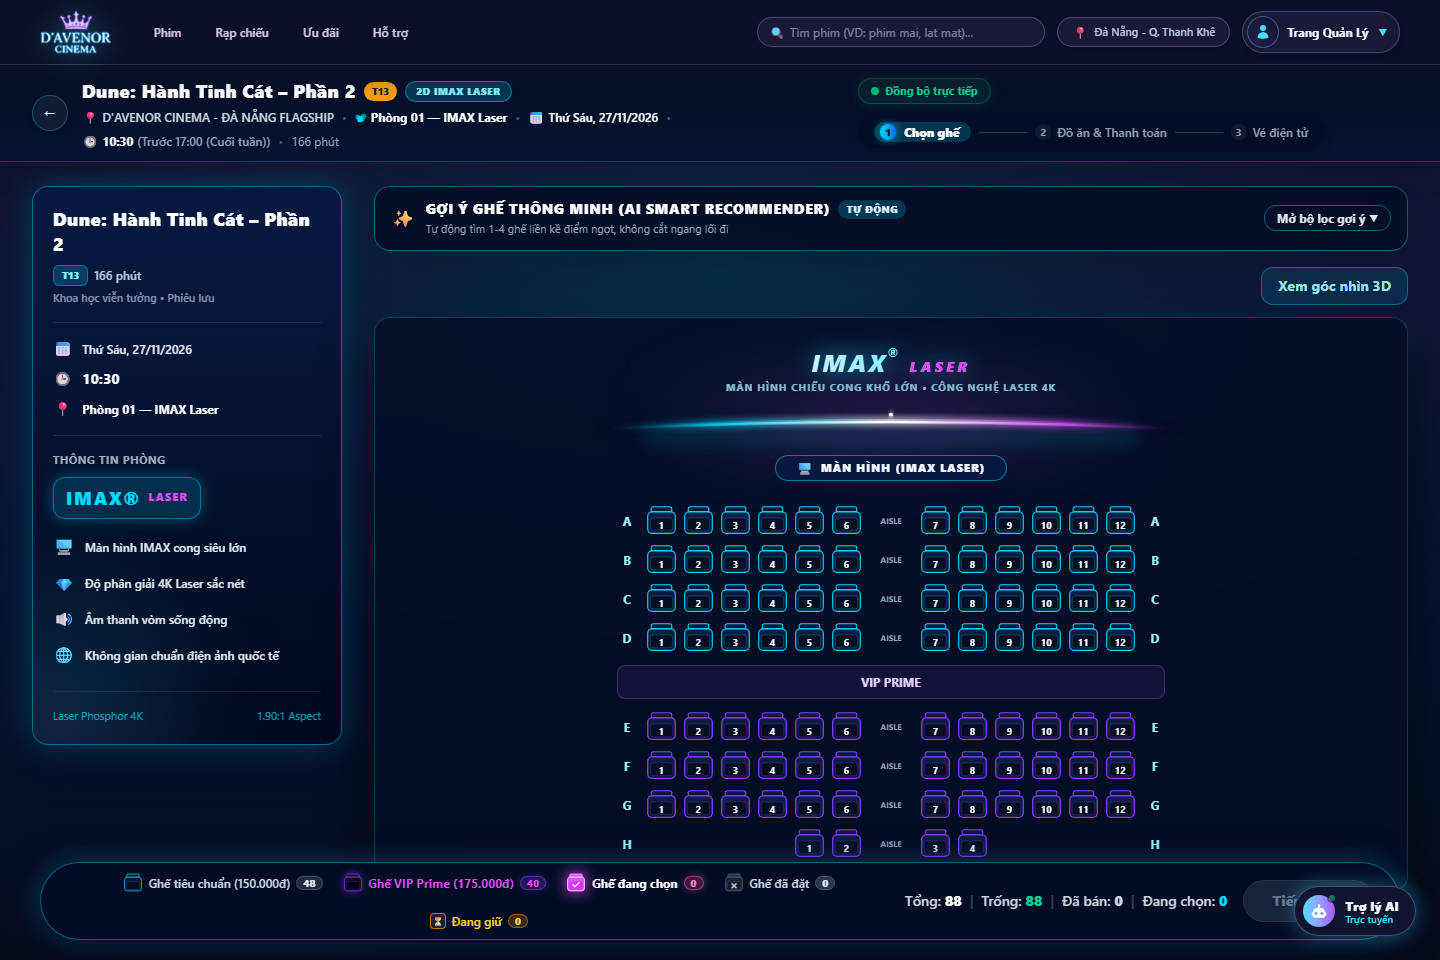 D'AVENOR
CINEMA
Phim
Rạp chiếu
Ưu đãi
Hỗ trợ
Tìm phim (VD: phim mai, lat mat)...
Đà Nẵng - Q. Thanh Khê
Trang Quản Lý ▼
← Dune: Hành Tinh Cát – Phần 2 T13 2D IMAX LASER
D'AVENOR CINEMA - ĐÀ NẴNG FLAGSHIP • Phòng 01 — IMAX Laser • Thứ Sáu, 27/11/2026 •
10:30 (Trước 17:00 (Cuối tuần)) • 166 phút
Đồng bộ trực tiếp
1 Chọn ghế 2 Đồ ăn & Thanh toán 3 Vé điện tử
Dune: Hành Tinh Cát – Phần
2
T13 166 phút
Khoa học viễn tưởng • Phiêu lưu
Thứ Sáu, 27/11/2026
10:30
Phòng 01 — IMAX Laser
THÔNG TIN PHÒNG
IMAX® LASER
Màn hình IMAX cong siêu lớn
Độ phân giải 4K Laser sắc nét
Âm thanh vòm sống động
Không gian chuẩn điện ảnh quốc tế
Laser Phosphor 4K 1.90:1 Aspect
GỢI Ý GHẾ THÔNG MINH (AI SMART RECOMMENDER) TỰ ĐỘNG
Tự động tìm 1-4 ghế liền kề điểm ngọt, không cắt ngang lối đi
Mở bộ lọc gợi ý ▼
Xem góc nhìn 3D
IMAX® LASER
MÀN HÌNH CHIẾU CONG KHỔ LỚN • CÔNG NGHỆ LASER 4K
MÀN HÌNH (IMAX LASER)
A 1 2 3 4 5 6 AISLE 7 8 9 10 11 12 A
B 1 2 3 4 5 6 AISLE 7 8 9 10 11 12 B
C 1 2 3 4 5 6 AISLE 7 8 9 10 11 12 C
D 1 2 3 4 5 6 AISLE 7 8 9 10 11 12 D
VIP PRIME
E 1 2 3 4 5 6 AISLE 7 8 9 10 11 12 E
F 1 2 3 4 5 6 AISLE 7 8 9 10 11 12 F
G 1 2 3 4 5 6 AISLE 7 8 9 10 11 12 G
H 1 2 AISLE 3 4 H
Ghế tiêu chuẩn (150.000đ) 48
Ghế VIP Prime (175.000đ) 40
Ghế đang chọn 0
Ghế đã đặt 0
Đang giữ 0
Tổng: 88 | Trống: 88 | Đã bán: 0 | Đang chọn: 0
Trợ lý AI
Trực tuyến